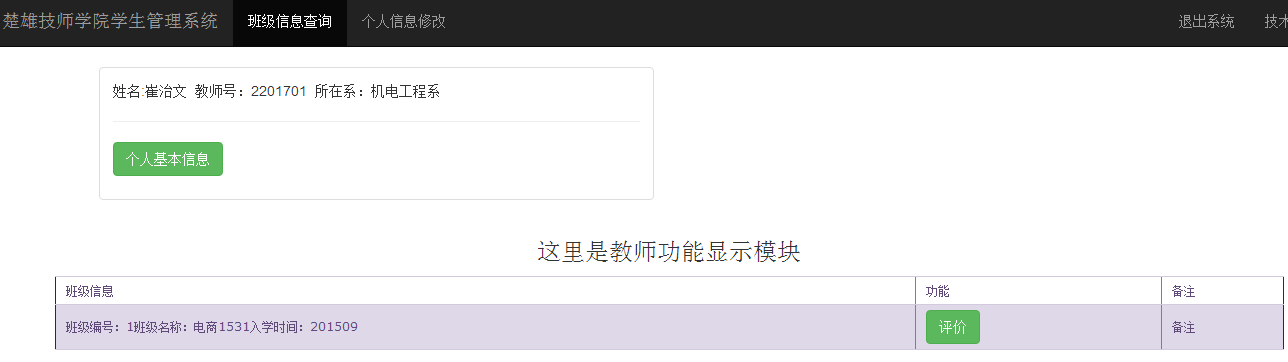 楚雄技师学院学生管理系统 班级信息查询 个人信息修改 退出系统 技术
姓名:崔治文 教师号：2201701 所在系：机电工程系
个人基本信息
这里是教师功能显示模块
班级信息 功能 备注
班级编号：1班级名称：电商1531入学时间：201509 评价 备注